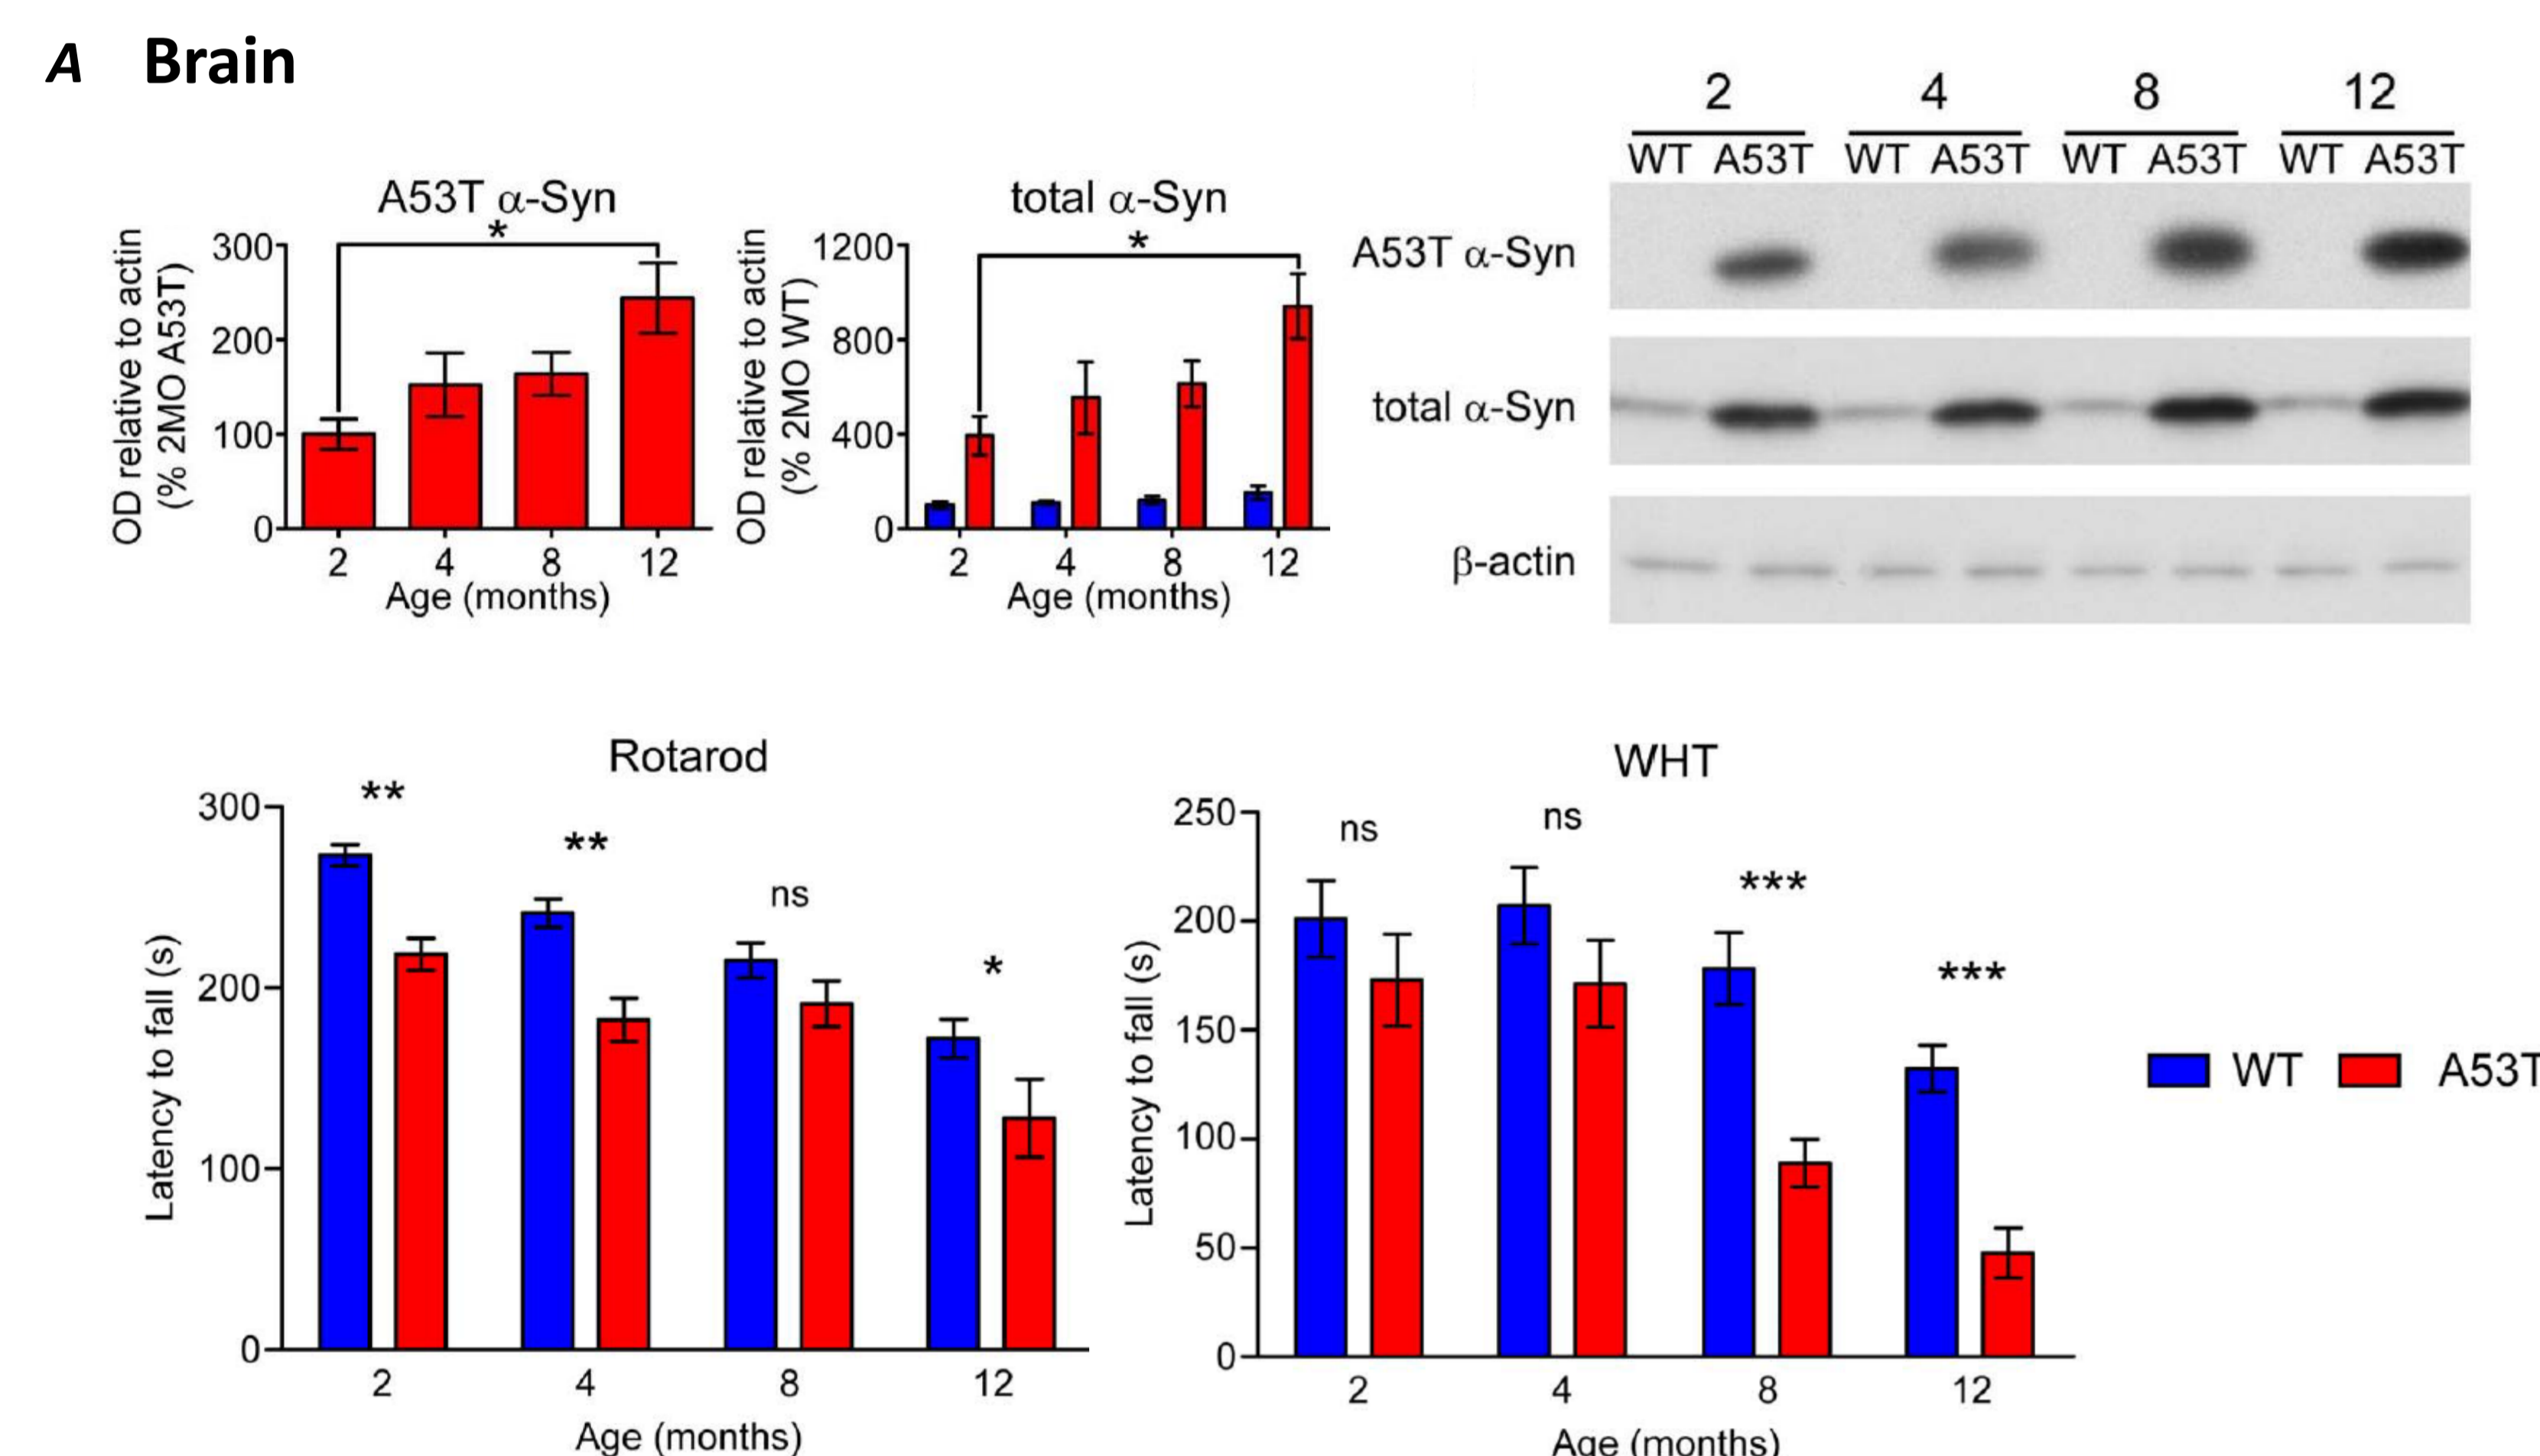 A Brain
A53T α-Syn
*
OD relative to actin
(% 2MO A53T)
300
200
100
0
2 4 8 12
Age (months)
total α-Syn
*
OD relative to actin
(% 2MO WT)
1200
800
400
0
2 4 8 12
Age (months)
2 4 8 12
WT A53T WT A53T WT A53T WT A53T
A53T α-Syn
total α-Syn
β-actin
Rotarod
** ** ns *
Latency to fall (s)
300
200
100
0
2 4 8 12
Age (months)
WHT
ns ns *** ***
Latency to fall (s)
250
200
150
100
50
0
2 4 8 12
Age (months)
WT A53T